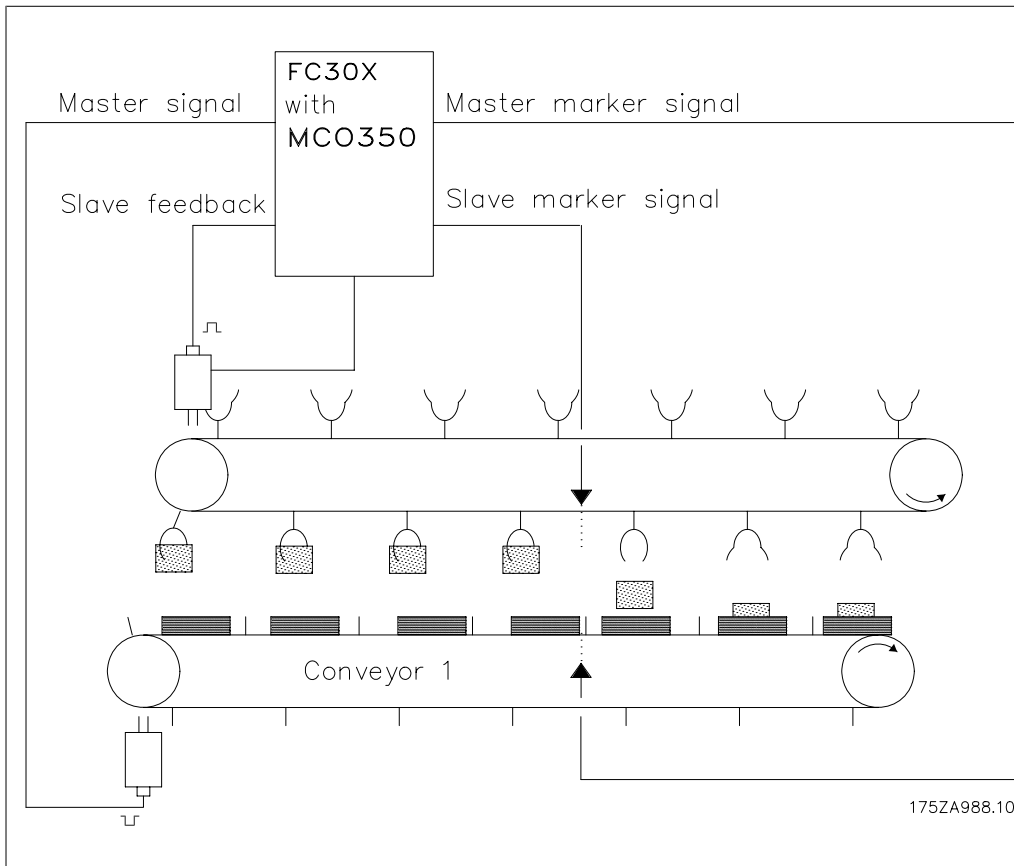 FC30X
with
MCO350
Master signal
Master marker signal
Slave feedback
Slave marker signal
Conveyor 1
175ZA988.10